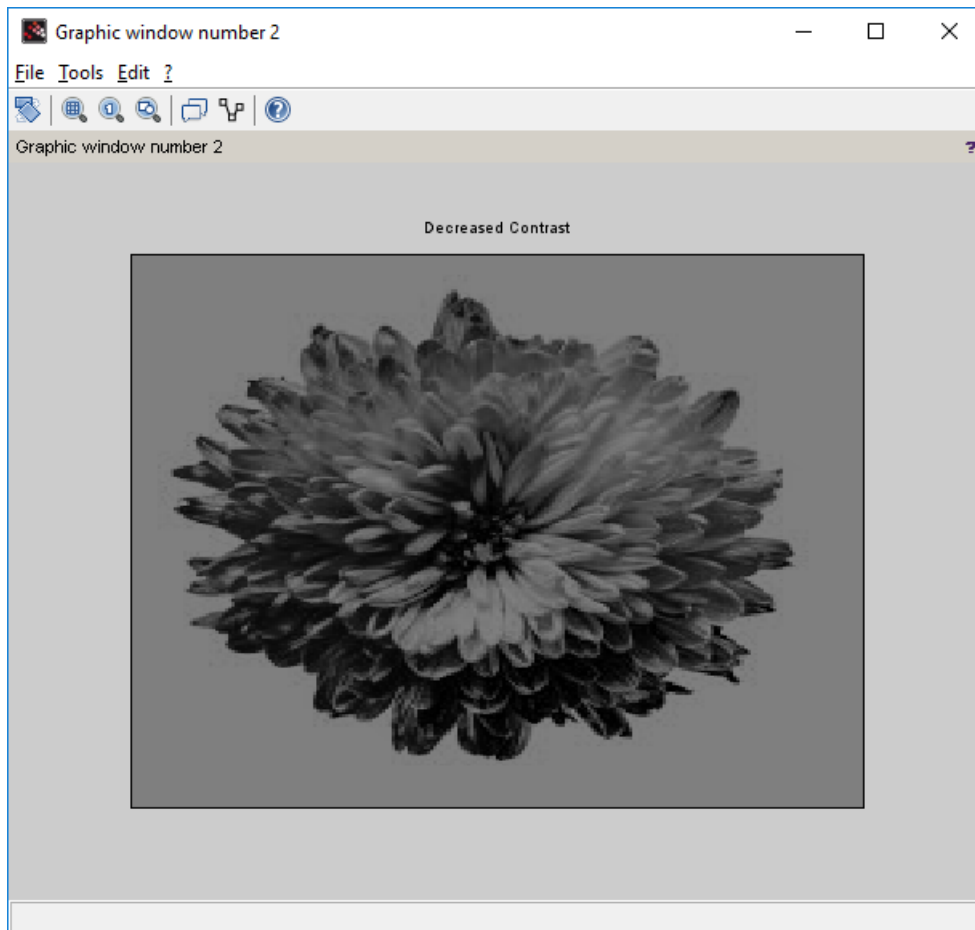 Graphic window number 2
File Tools Edit ?
Graphic window number 2 ?
Decreased Contrast